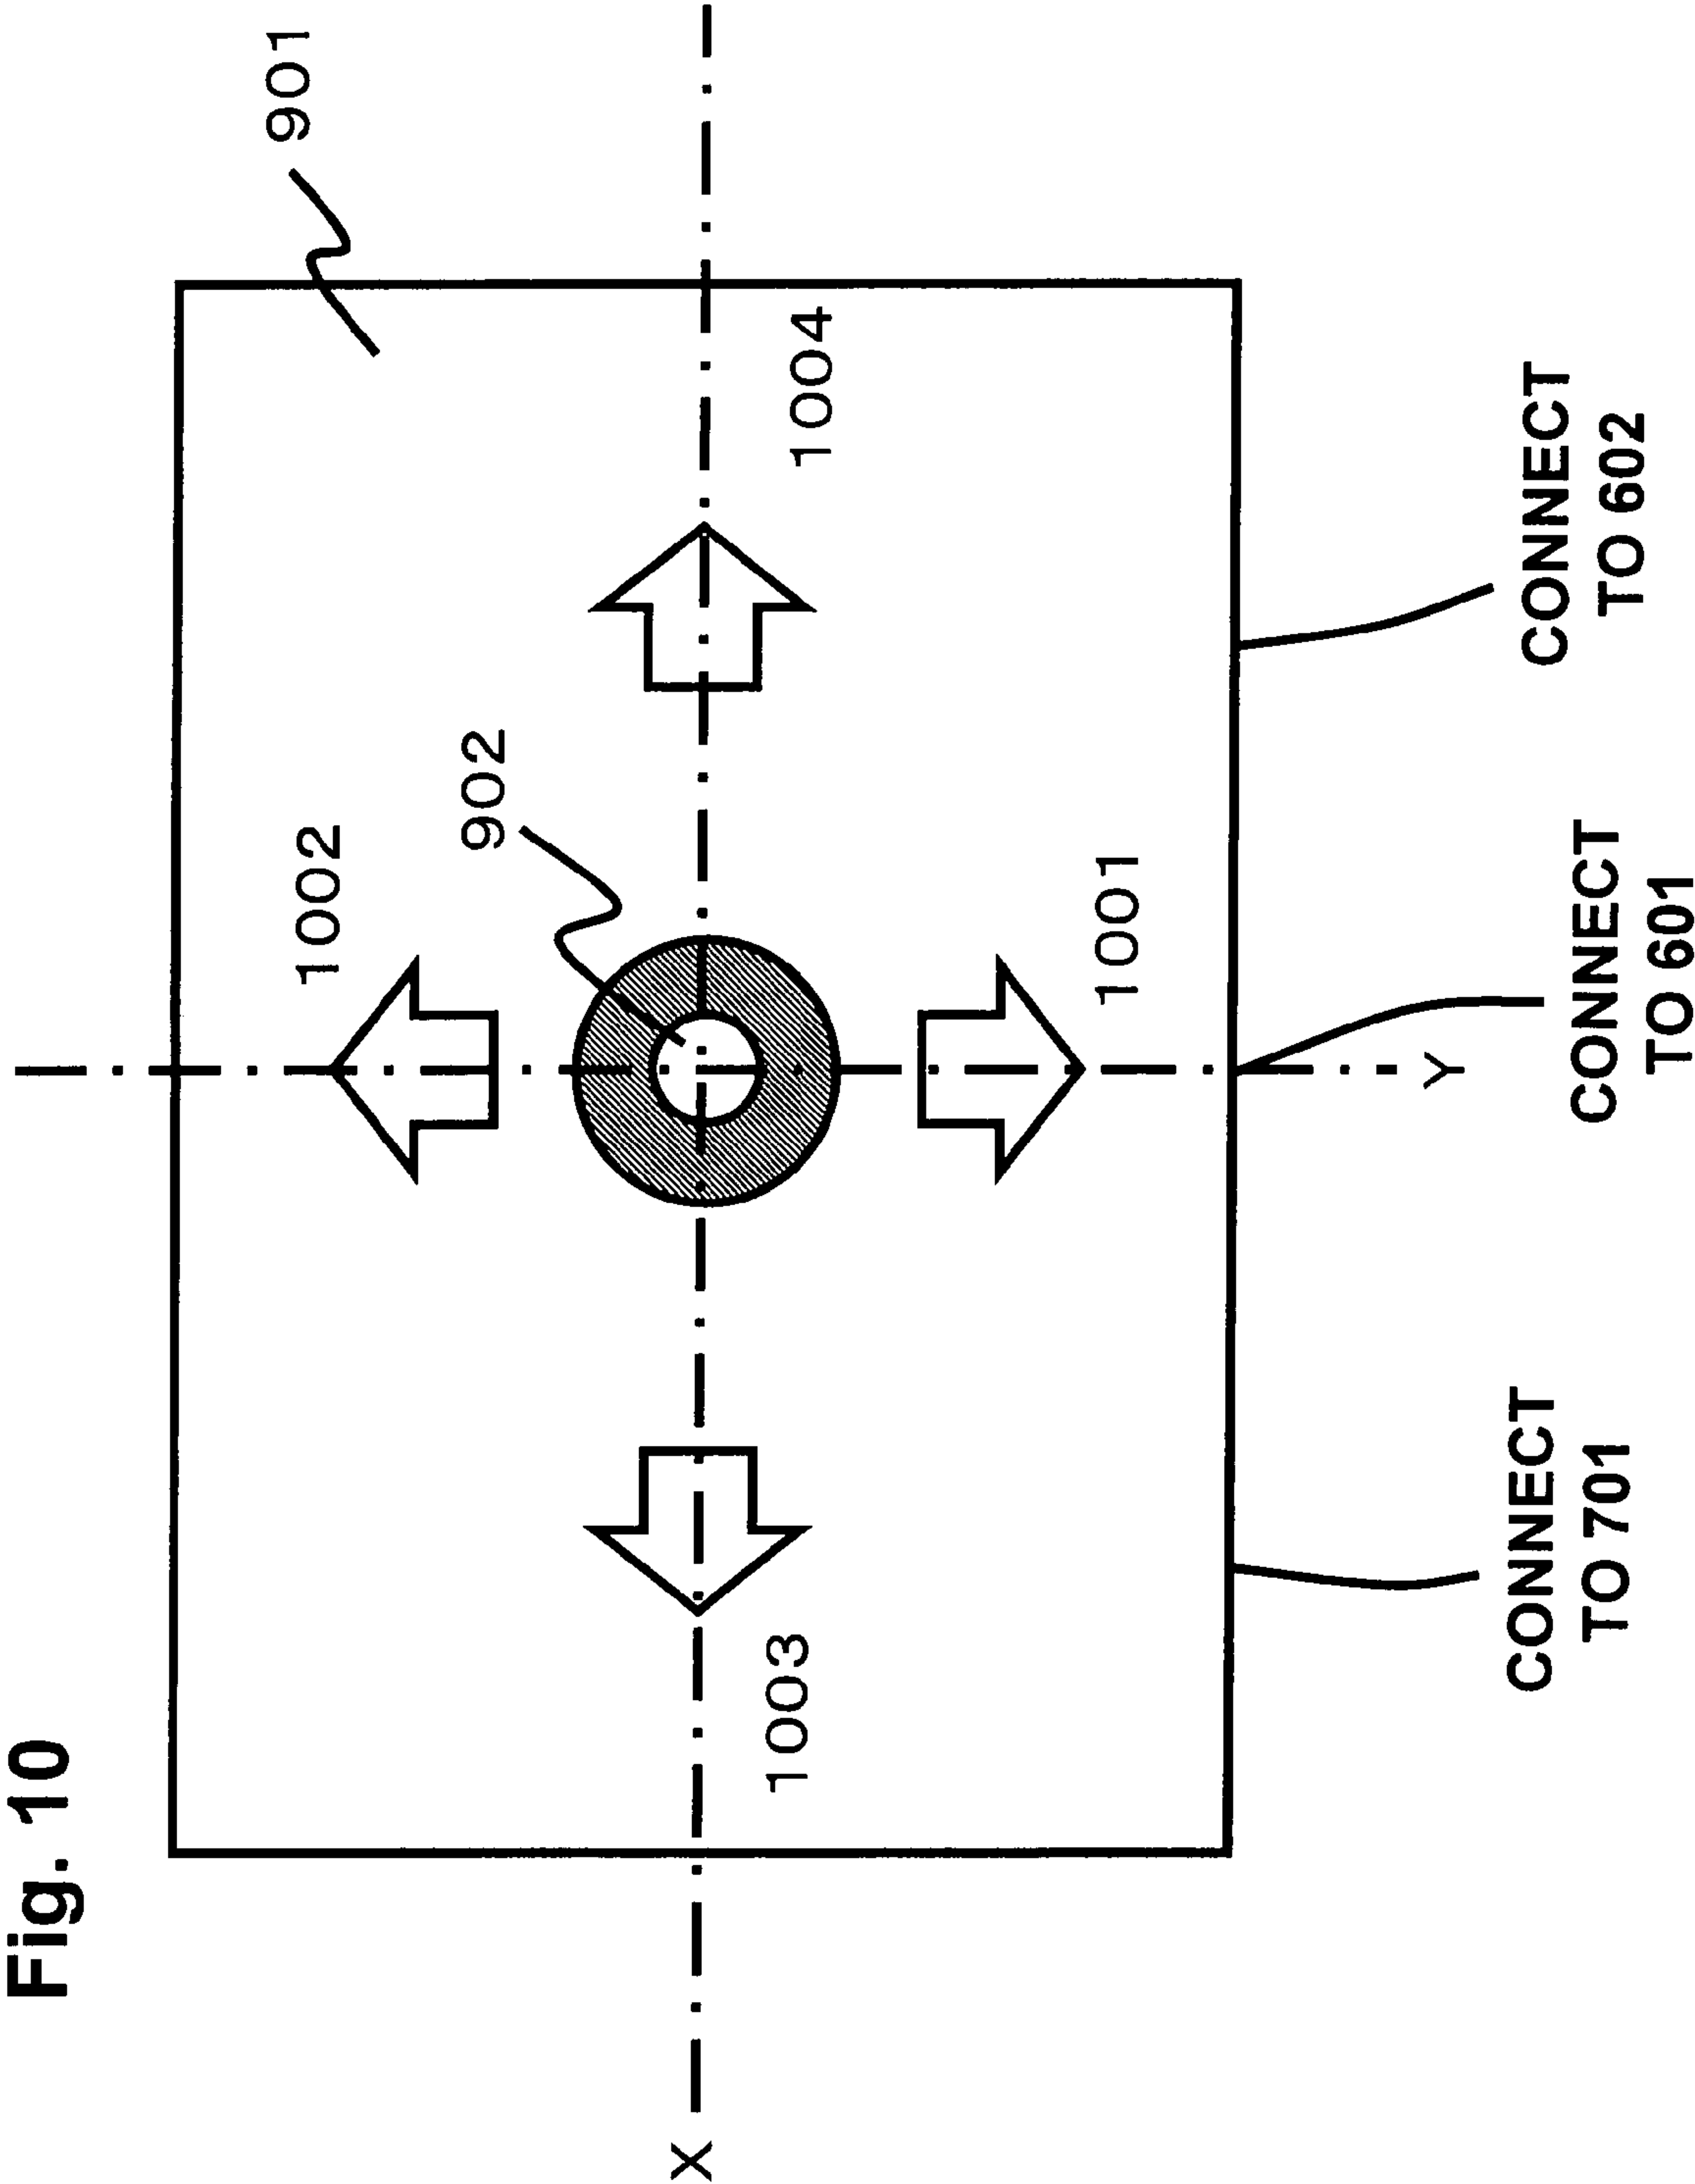 Fig. 10
901
1002
902
X
1003
1004
1001
Y
CONNECT
TO 701
CONNECT
TO 601
CONNECT
TO 602